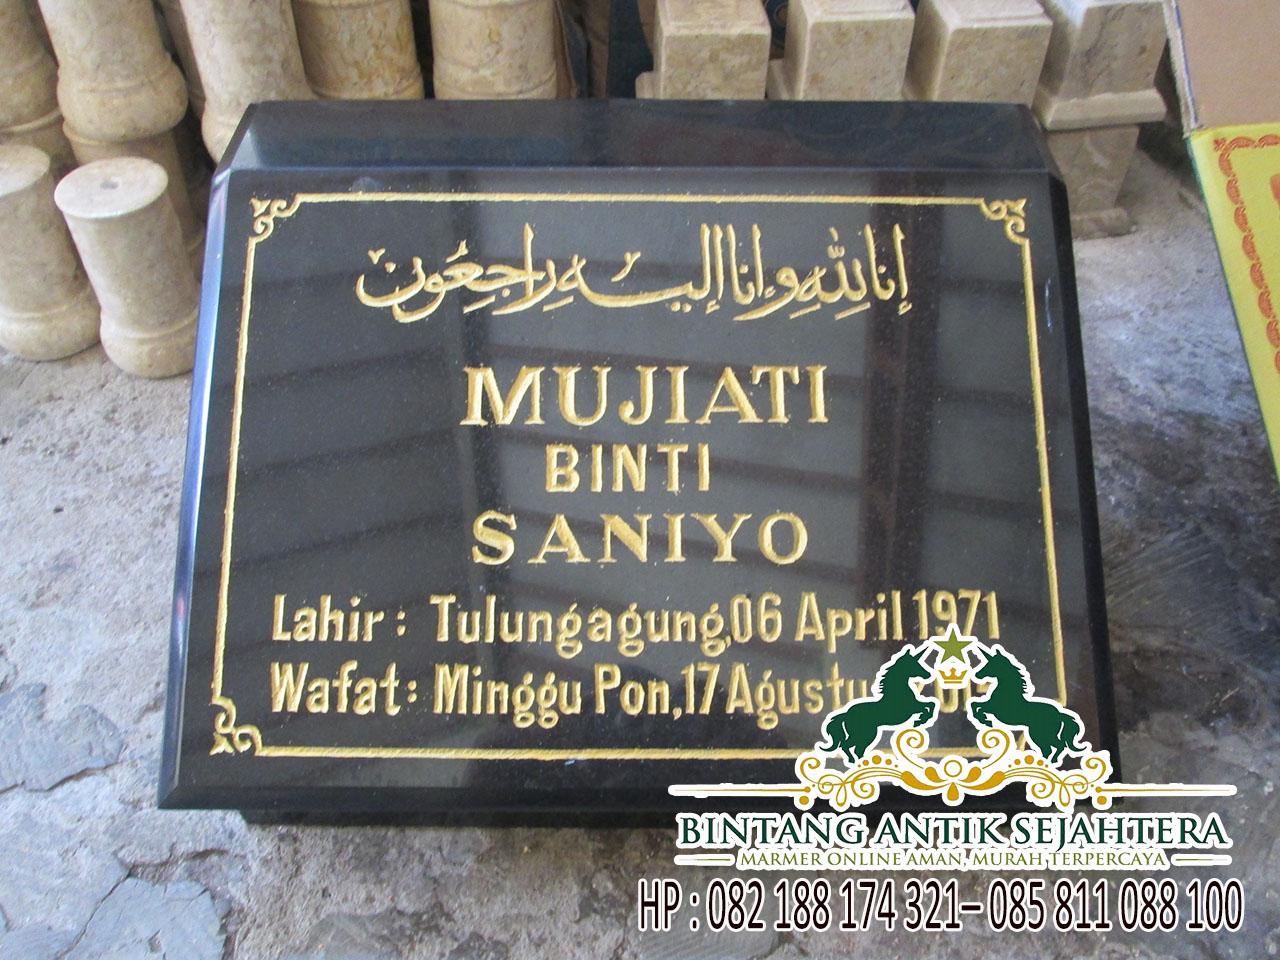 إنا لله وإنا إليه راجعون
MUJIATI
BINTI
SANIYO
Lahir : Tulungagung, 06 April 1971
Wafat : Minggu Pon, 17
BINTANG ANTIK SEJAHTERA
MARMER ONLINE AMAN, MURAH TERPERCAYA
HP : 082 188 174 321 – 085 811 088 100